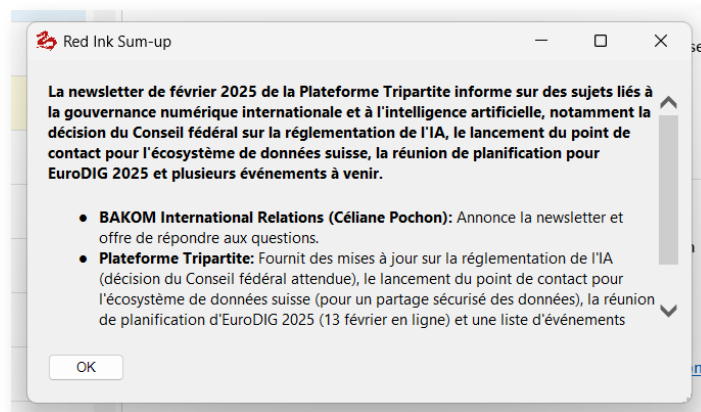 Red Ink Sum-up
La newsletter de février 2025 de la Plateforme Tripartite informe sur des sujets liés à
la gouvernance numérique internationale et à l'intelligence artificielle, notamment la
décision du Conseil fédéral sur la réglementation de l'IA, le lancement du point de
contact pour l'écosystème de données suisse, la réunion de planification pour
EuroDIG 2025 et plusieurs événements à venir.
● BAKOM International Relations (Céliane Pochon): Annonce la newsletter et
offre de répondre aux questions.
● Plateforme Tripartite: Fournit des mises à jour sur la réglementation de l'IA
(décision du Conseil fédéral attendue), le lancement du point de contact pour
l'écosystème de données suisse (pour un partage sécurisé des données), la réunion
de planification d'EuroDIG 2025 (13 février en ligne) et une liste d'événements
OK